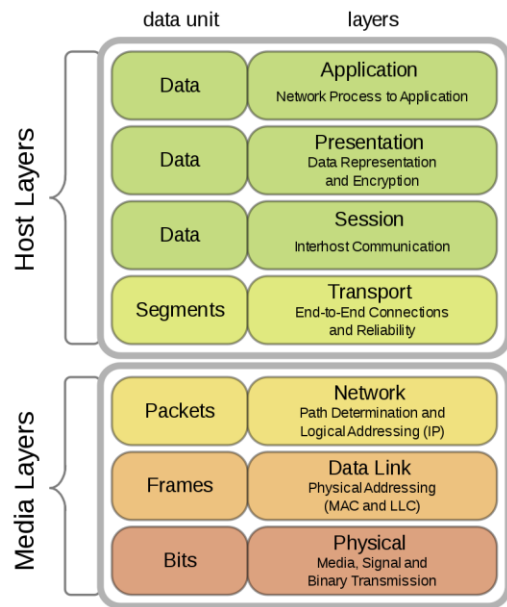 data unit layers
Host Layers
Data
Application
Network Process to Application
Data
Presentation
Data Representation
and Encryption
Data
Session
Interhost Communication
Segments
Transport
End-to-End Connections
and Reliability
Media Layers
Packets
Network
Path Determination and
Logical Addressing (IP)
Frames
Data Link
Physical Addressing
(MAC and LLC)
Bits
Physical
Media, Signal and
Binary Transmission